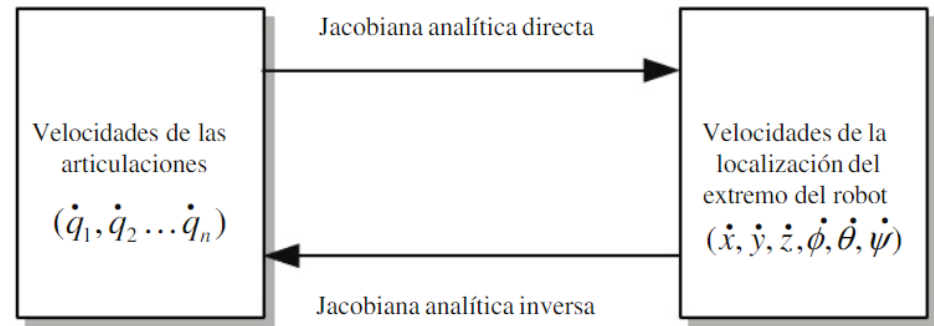 Jacobiana analítica directa
Velocidades de las
articulaciones
(q̇₁, q̇₂ … q̇ₙ)
Velocidades de la
localización del
extremo del robot
(ẋ, ẏ, ż, ϕ̇, θ̇, ψ̇)
Jacobiana analítica inversa